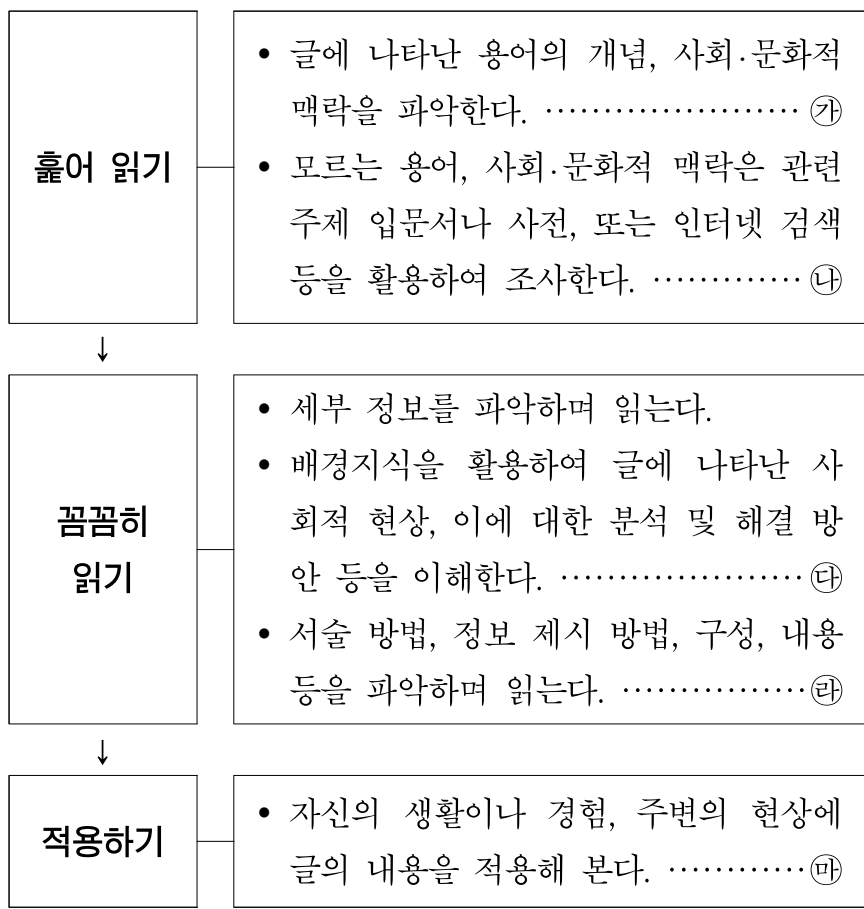 훑어 읽기
• 글에 나타난 용어의 개념, 사회·문화적
맥락을 파악한다. ······················ ㉮
• 모르는 용어, 사회·문화적 맥락은 관련
주제 입문서나 사전, 또는 인터넷 검색
등을 활용하여 조사한다. ············· ㉯
↓
꼼꼼히
읽기
• 세부 정보를 파악하며 읽는다.
• 배경지식을 활용하여 글에 나타난 사
회적 현상, 이에 대한 분석 및 해결 방
안 등을 이해한다. ····················· ㉰
• 서술 방법, 정보 제시 방법, 구성, 내용
등을 파악하며 읽는다. ················ ㉱
↓
적용하기
• 자신의 생활이나 경험, 주변의 현상에
글의 내용을 적용해 본다. ············ ㉲